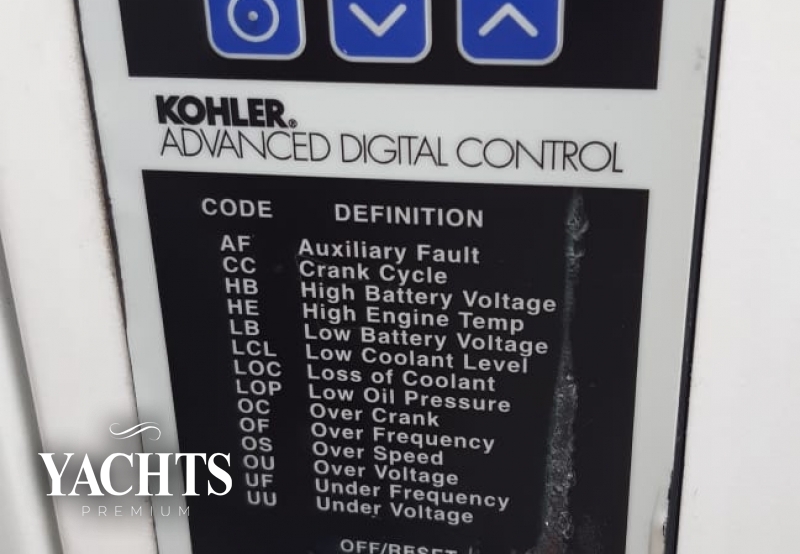 KOHLER®
ADVANCED DIGITAL CONTROL
CODE DEFINITION
AF Auxiliary Fault
CC Crank Cycle
HB High Battery Voltage
HE High Engine Temp
LB Low Battery Voltage
LCL Low Coolant Level
LOC Loss of Coolant
LOP Low Oil Pressure
OC Over Crank
OF Over Frequency
OS Over Speed
OU Over Voltage
UF Under Frequency
UU Under Voltage
OFF/RESET
YACHTS
PREMIUM